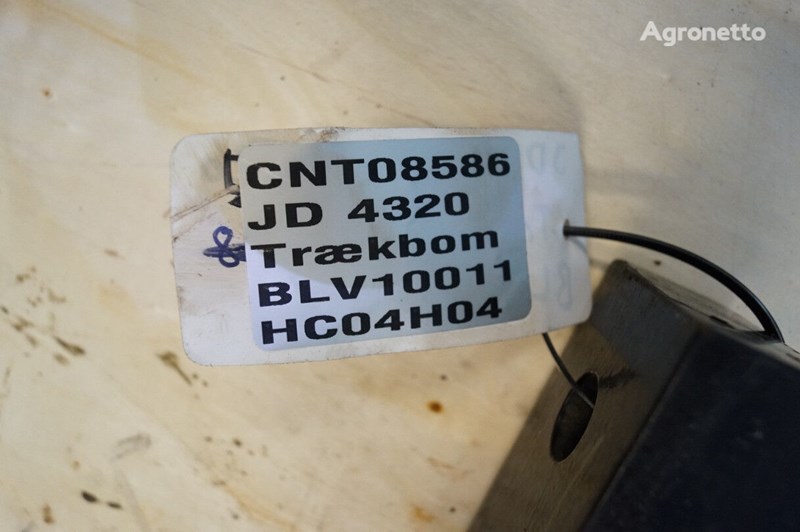 Agronetto
CNT08586
JD 4320
Trækbom
BLV10011
HC04H04